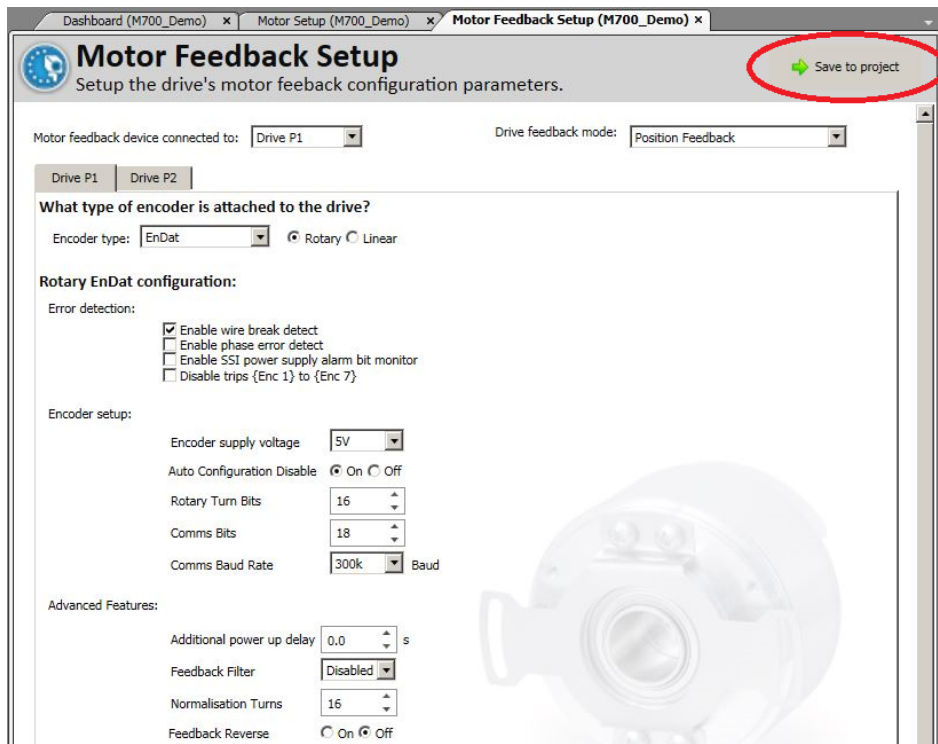 Dashboard (M700_Demo) x Motor Setup (M700_Demo) x Motor Feedback Setup (M700_Demo) x
Motor Feedback Setup
Save to project
Setup the drive's motor feeback configuration parameters.
Motor feedback device connected to: Drive P1 Drive feedback mode: Position Feedback
Drive P1 Drive P2
What type of encoder is attached to the drive?
Encoder type: EnDat Rotary Linear
Rotary EnDat configuration:
Error detection:
Enable wire break detect
Enable phase error detect
Enable SSI power supply alarm bit monitor
Disable trips {Enc 1} to {Enc 7}
Encoder setup:
Encoder supply voltage 5V
Auto Configuration Disable On Off
Rotary Turn Bits 16
Comms Bits 18
Comms Baud Rate 300k Baud
Advanced Features:
Additional power up delay 0.0 s
Feedback Filter Disabled
Normalisation Turns 16
Feedback Reverse On Off